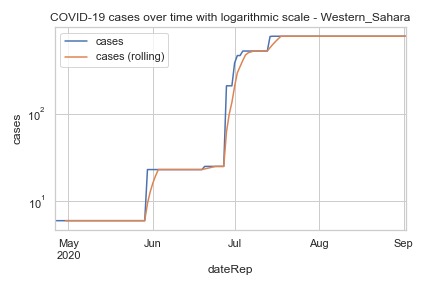 COVID-19 cases over time with logarithmic scale - Western_Sahara
cases
cases (rolling)
cases
10^2
10^1
May
2020
Jun
Jul
Aug
Sep
dateRep